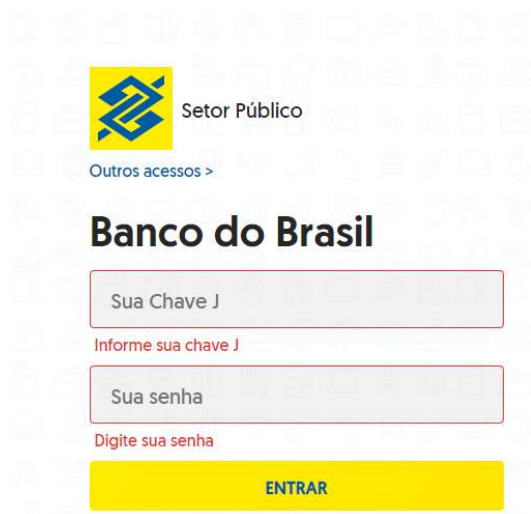 Setor Público
Outros acessos >
Banco do Brasil
Sua Chave J
Informe sua chave J
Sua senha
Digite sua senha
ENTRAR